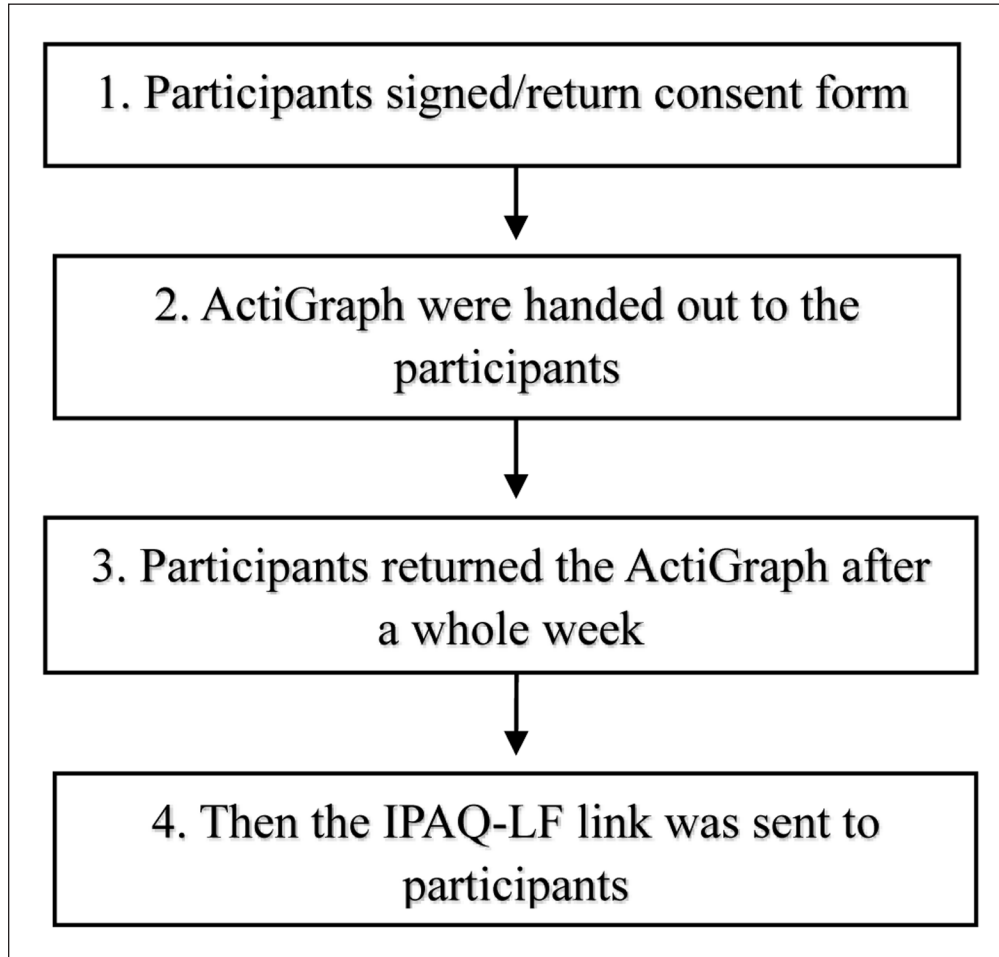 1. Participants signed/return consent form
2. ActiGraph were handed out to the
participants
3. Participants returned the ActiGraph after
a whole week
4. Then the IPAQ-LF link was sent to
participants